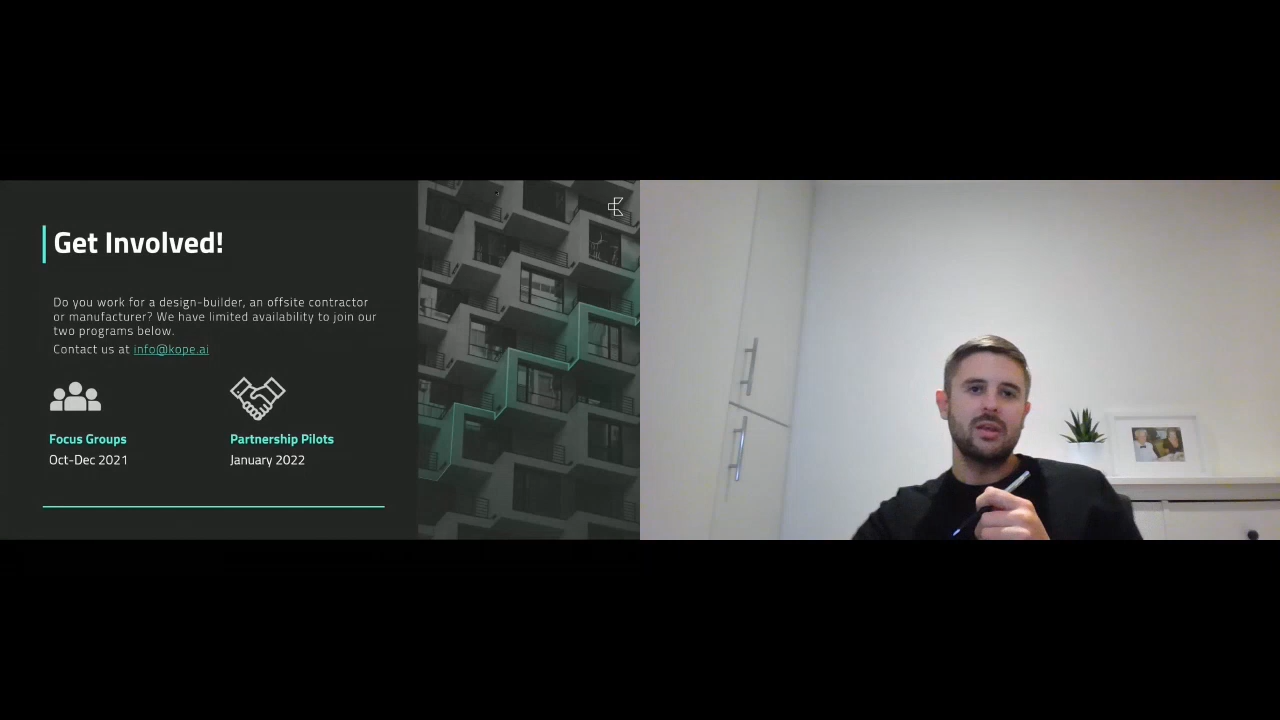 Get Involved!
Do you work for a design-builder, an offsite contractor
or manufacturer? We have limited availability to join our
two programs below.
Contact us at info@kope.ai
Focus Groups
Oct-Dec 2021
Partnership Pilots
January 2022